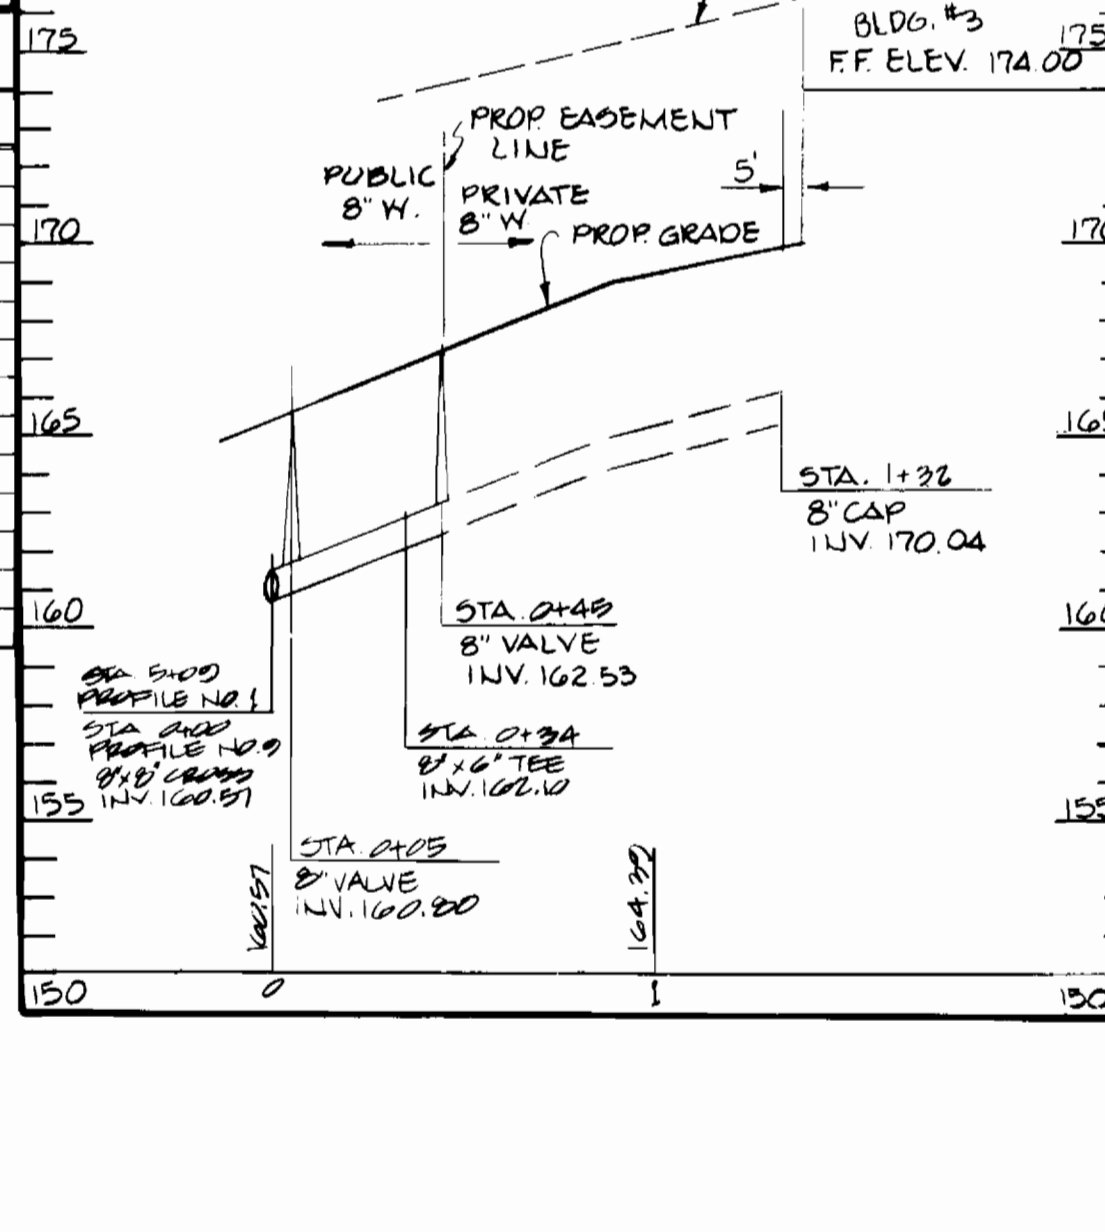 175
BLDG. #3
F.F. ELEV. 174.00
175
PROP. EASEMENT
LINE
PUBLIC
8" W.
PRIVATE
8" W.
5'
170
PROP. GRADE
170
165
165
STA. 1+32
8" CAP
INV. 170.04
160
STA. 0+45
8" VALVE
INV. 162.53
160
STA. 5+09
PROFILE NO. 1
STA 0+00
PROFILE NO. 9
8"x8" CROSS
INV. 160.57
STA. 0+34
8"x6" TEE
INV. 162.10
155
155
STA. 0+05
8" VALVE
INV. 160.80
160.57
164.39
150
0
1
150